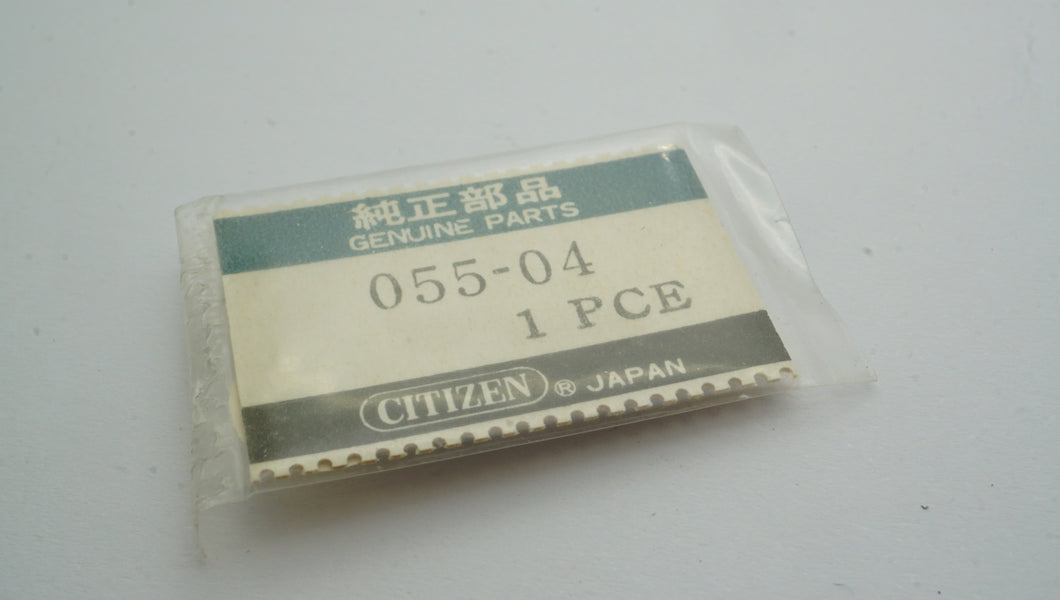 純正部品
GENUINE PARTS
055-04
1 PCE
CITIZEN ® JAPAN